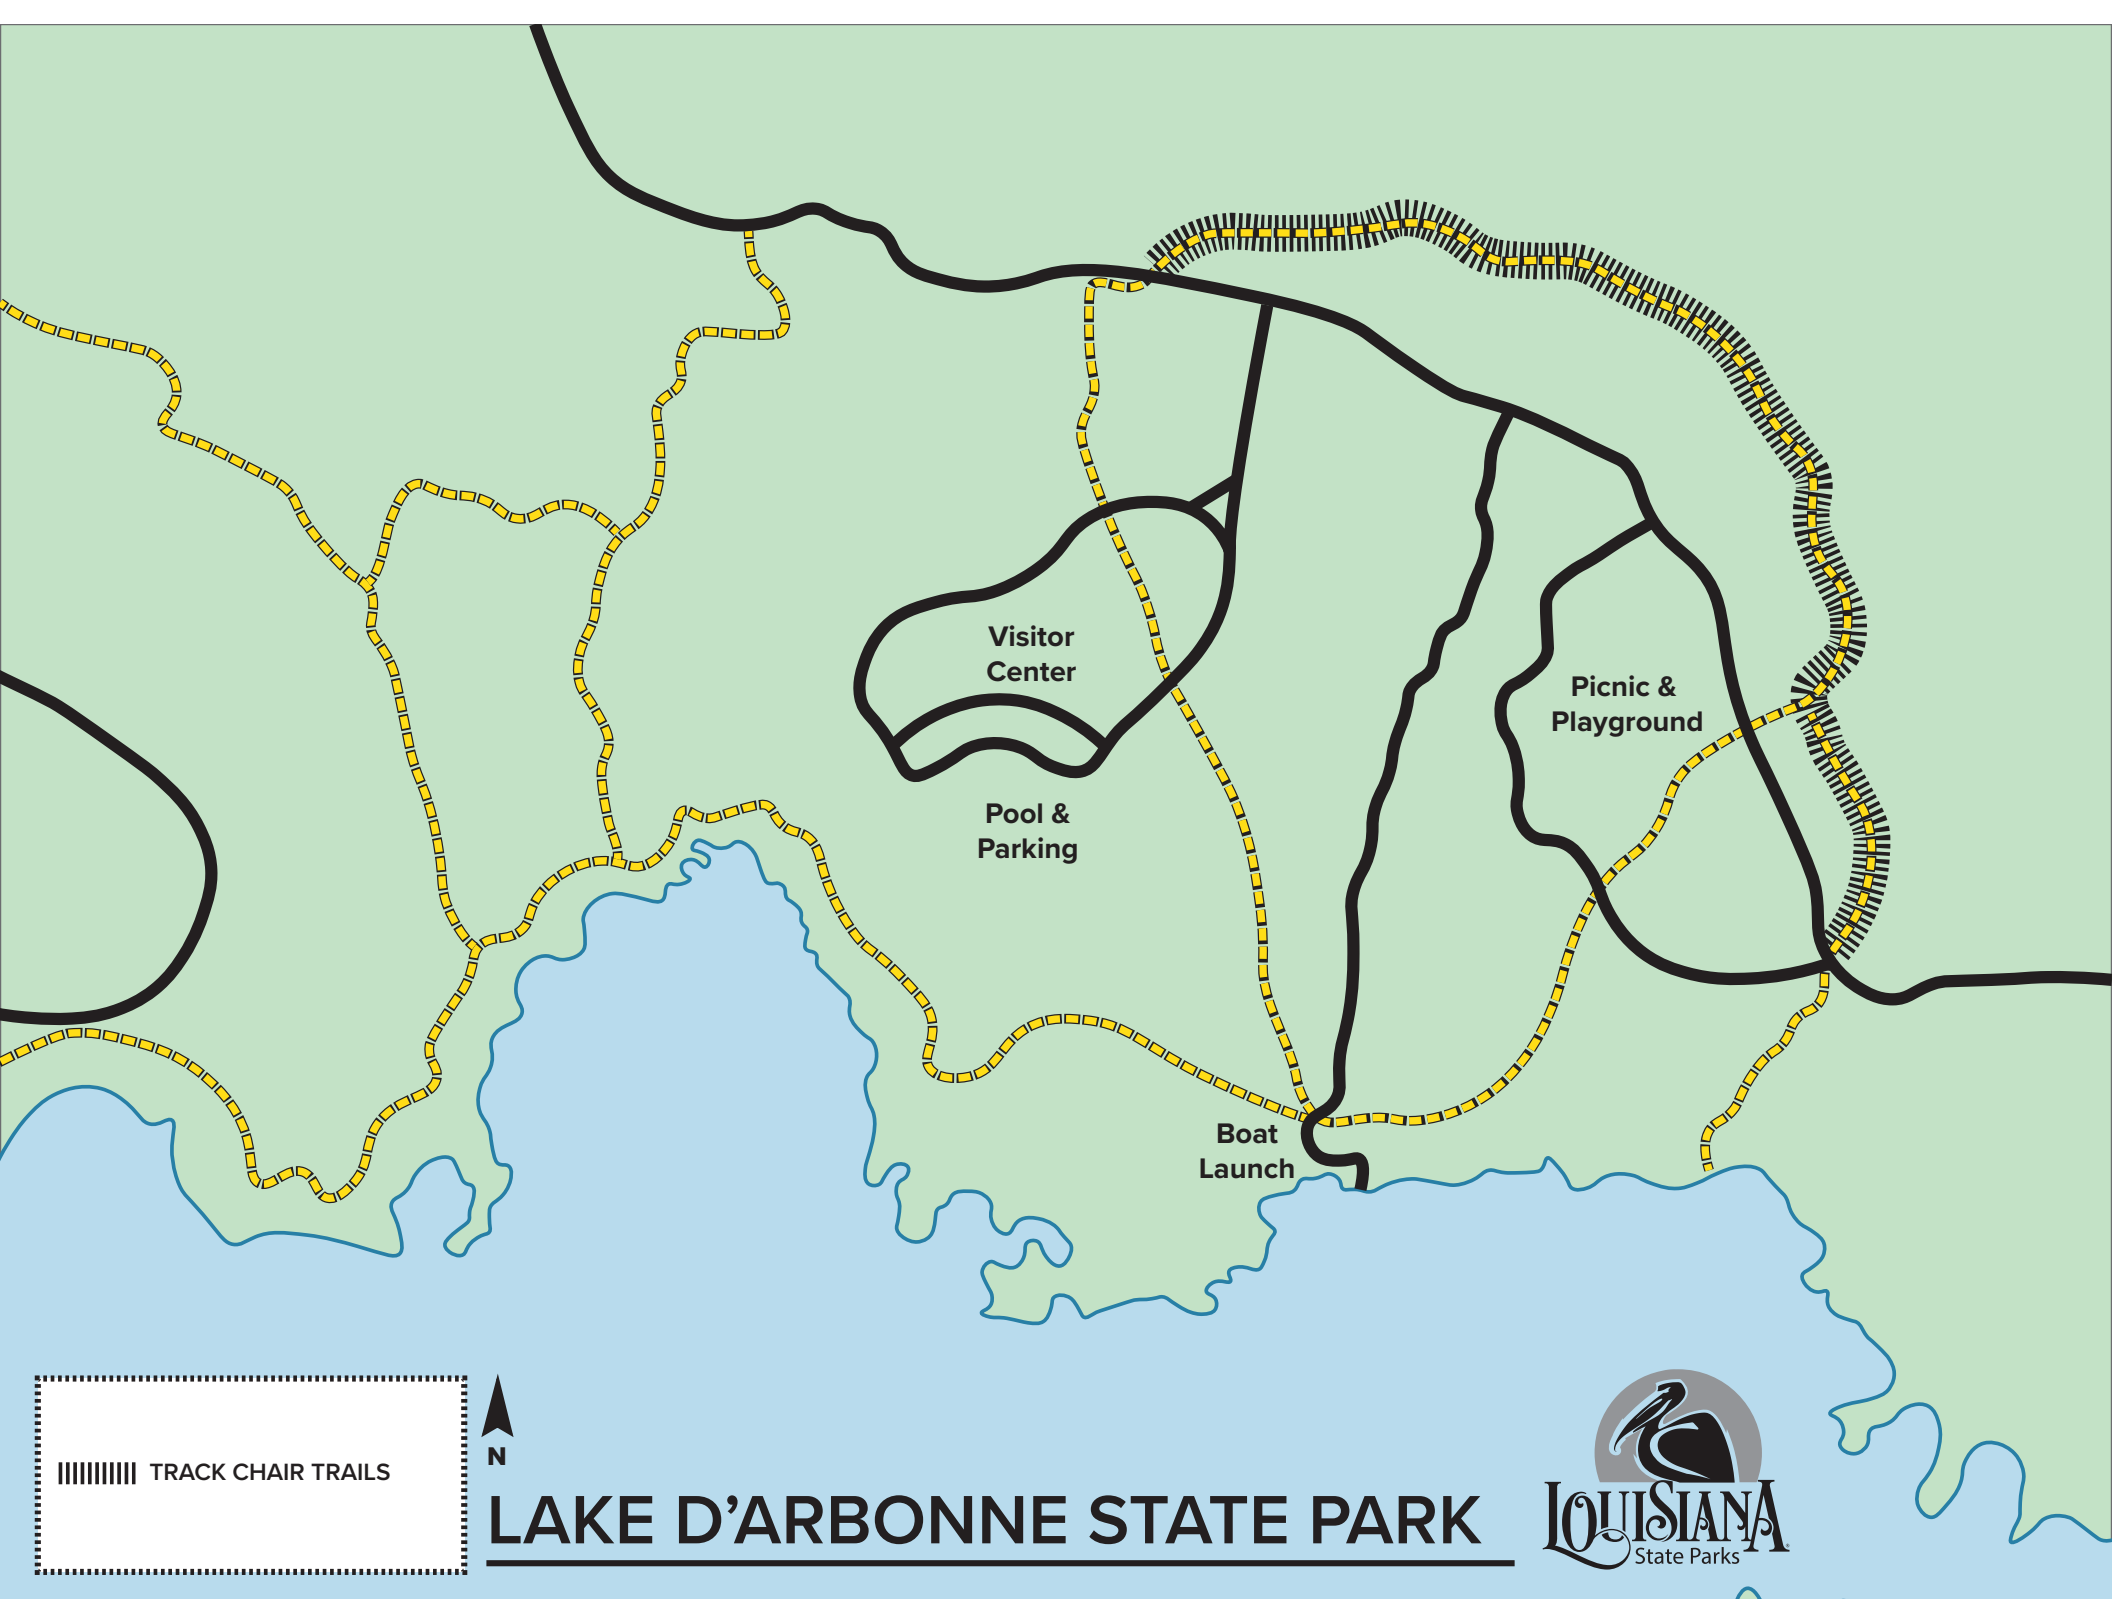 Visitor
Center
Picnic &
Playground
Pool &
Parking
Boat
Launch
TRACK CHAIR TRAILS
N
LAKE D’ARBONNE STATE PARK
LOUISIANA
State Parks